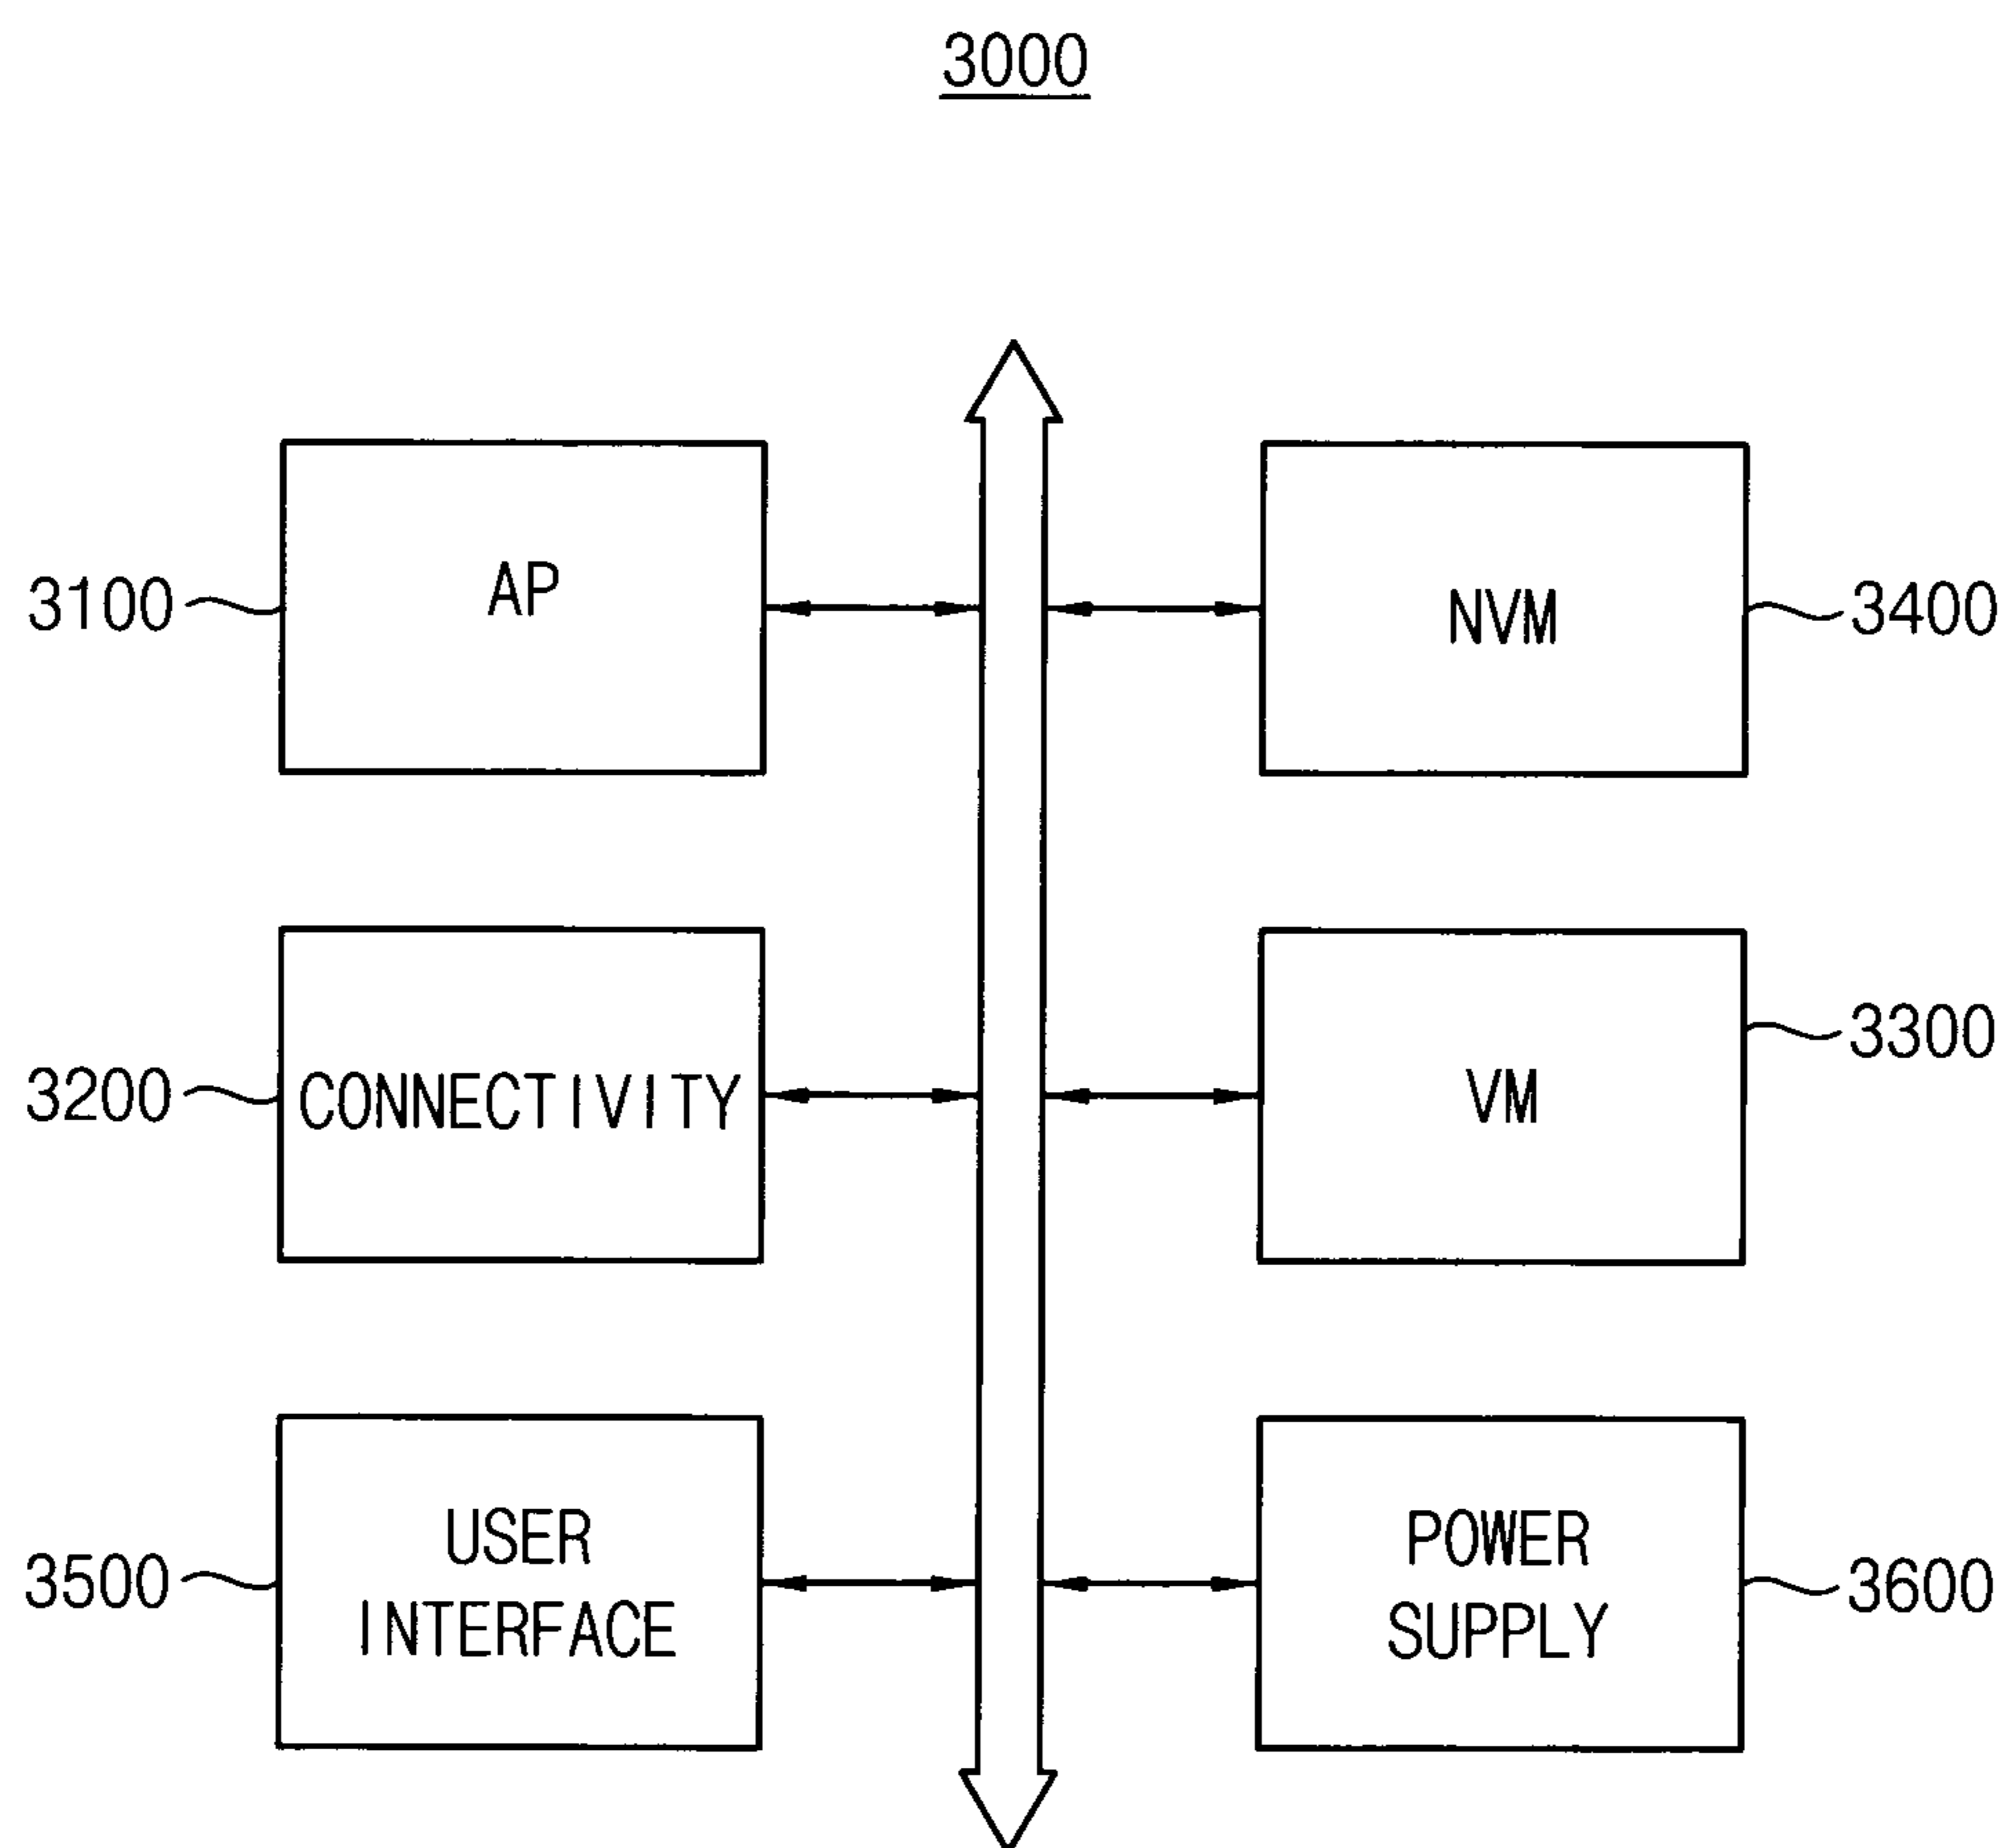 3000
3100
AP
NVM
3400
3200
CONNECTIVITY
VM
3300
3500
USER
INTERFACE
POWER
SUPPLY
3600